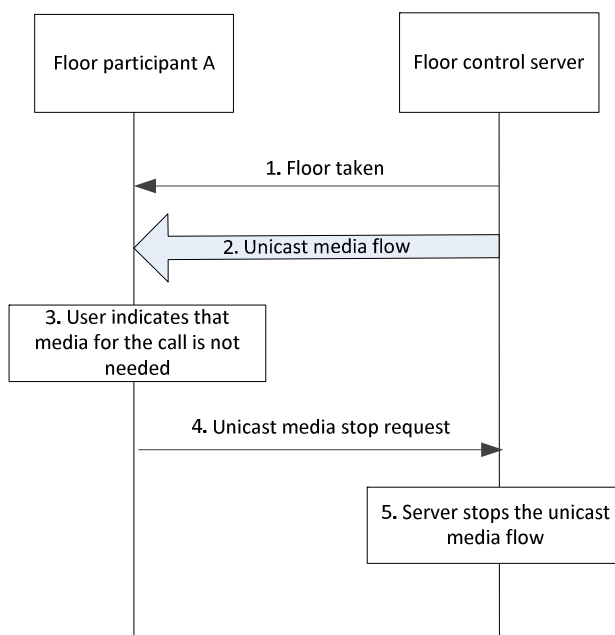 Floor participant A
Floor control server
1. Floor taken
2. Unicast media flow
3. User indicates that
media for the call is not
needed
4. Unicast media stop request
5. Server stops the unicast
media flow